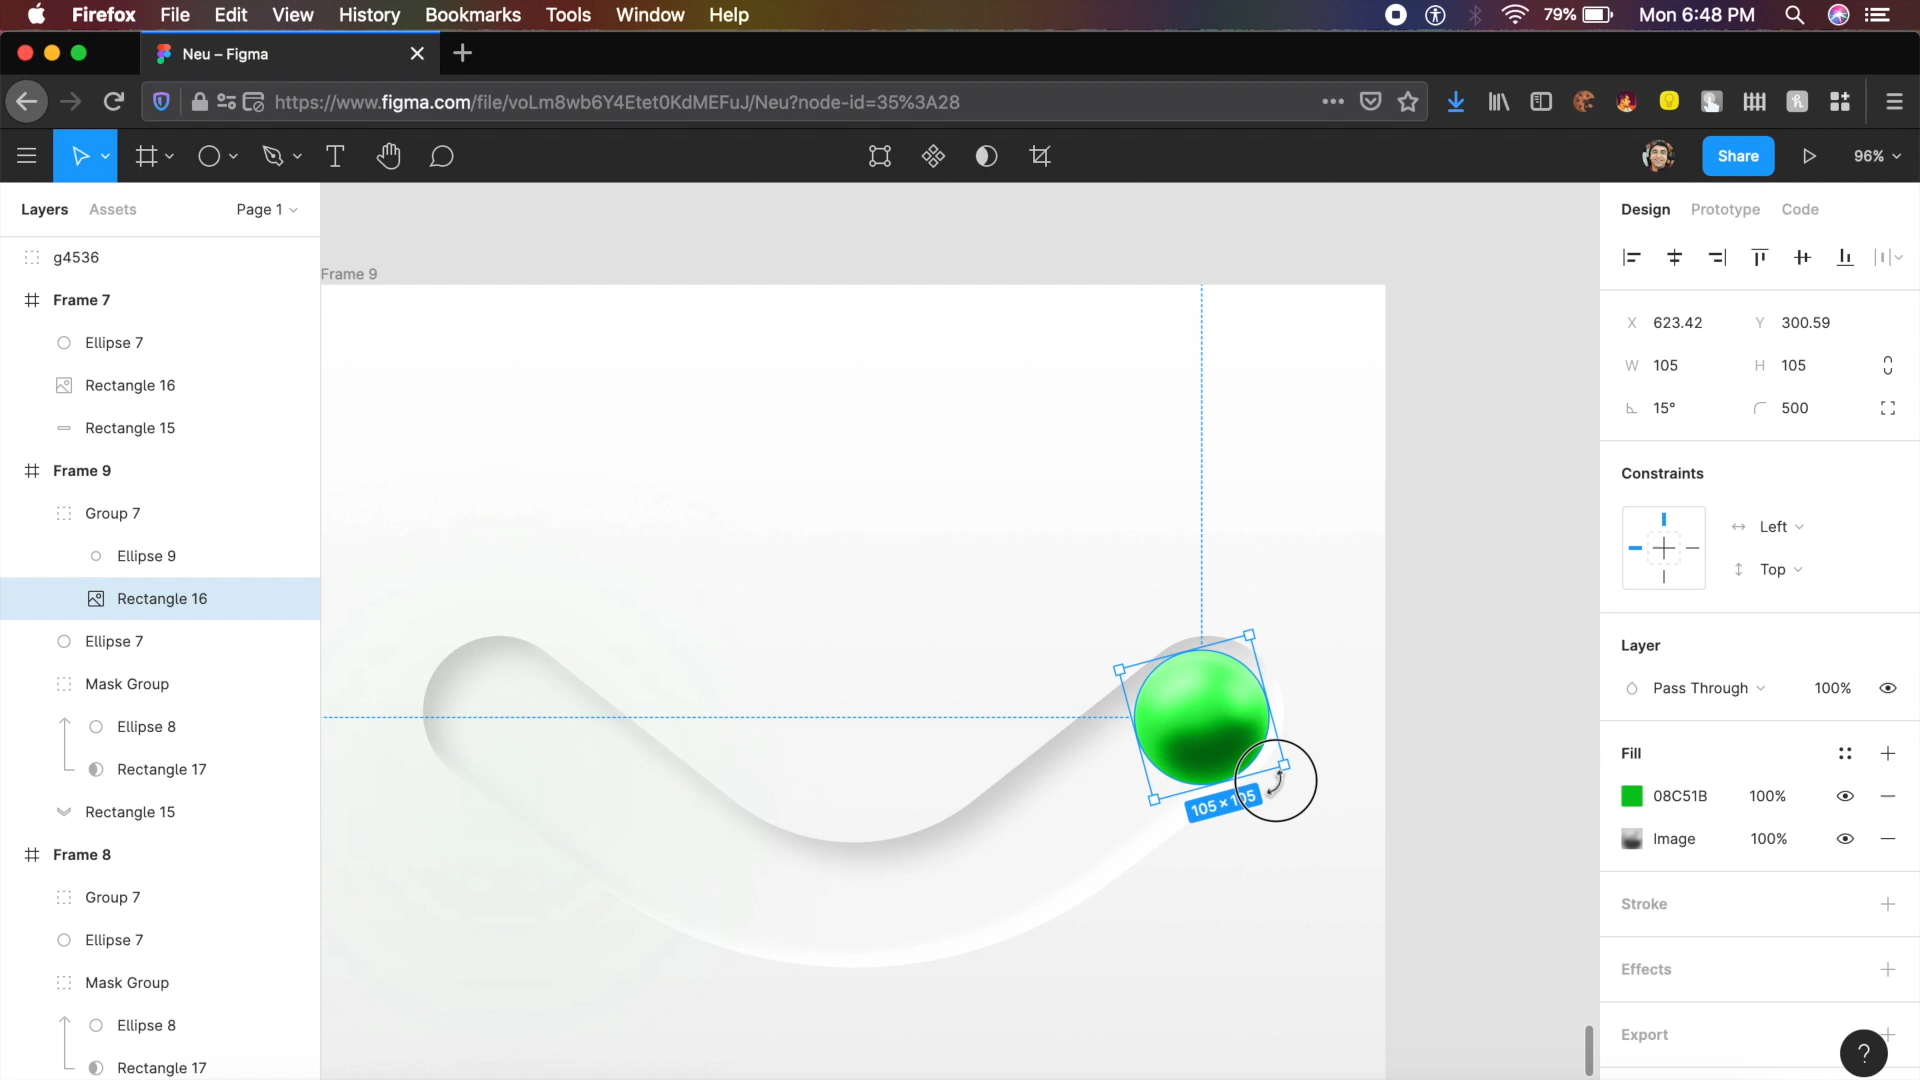 Firefox File Edit View History Bookmarks Tools Window Help 79% Mon 6:48 PM
Neu – Figma
https://www.figma.com/file/voLm8wb6Y4Etet0KdMEFuJ/Neu?node-id=35%3A28
Share 96%
Layers Assets Page 1
g4536
Frame 7
Ellipse 7
Rectangle 16
Rectangle 15
Frame 9
Group 7
Ellipse 9
Rectangle 16
Ellipse 7
Mask Group
Ellipse 8
Rectangle 17
Rectangle 15
Frame 8
Group 7
Ellipse 7
Mask Group
Ellipse 8
Rectangle 17
Frame 9
105 × 105
Design Prototype Code
X 623.42 Y 300.59
W 105 H 105
15° 500
Constraints
Left
Top
Layer
Pass Through 100%
Fill
08C51B 100%
Image 100%
Stroke
Effects
Export
?